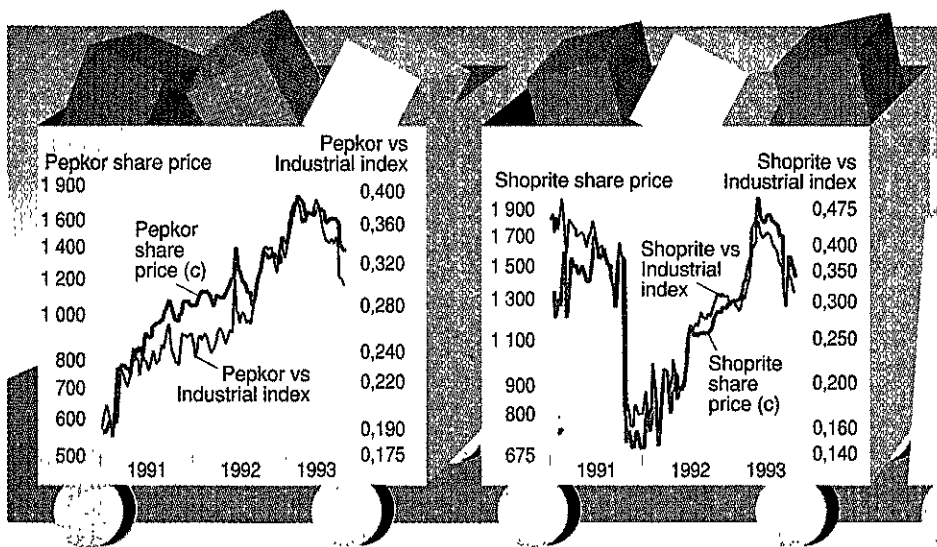 Pepkor share price
Pepkor vs
Industrial index
1 900
1 600
1 400
1 200
1 000
800
700
600
500
0,400
0,360
0,320
0,280
0,240
0,220
0,190
0,175
Pepkor
share
price (c)
Pepkor vs
Industrial index
1991
1992
1993
Shoprite share price
Shoprite vs
Industrial index
1 900
1 700
1 500
1 300
1 100
900
800
675
0,475
0,400
0,350
0,300
0,250
0,200
0,160
0,140
Shoprite vs
Industrial
index
Shoprite
share
price (c)
1991
1992
1993